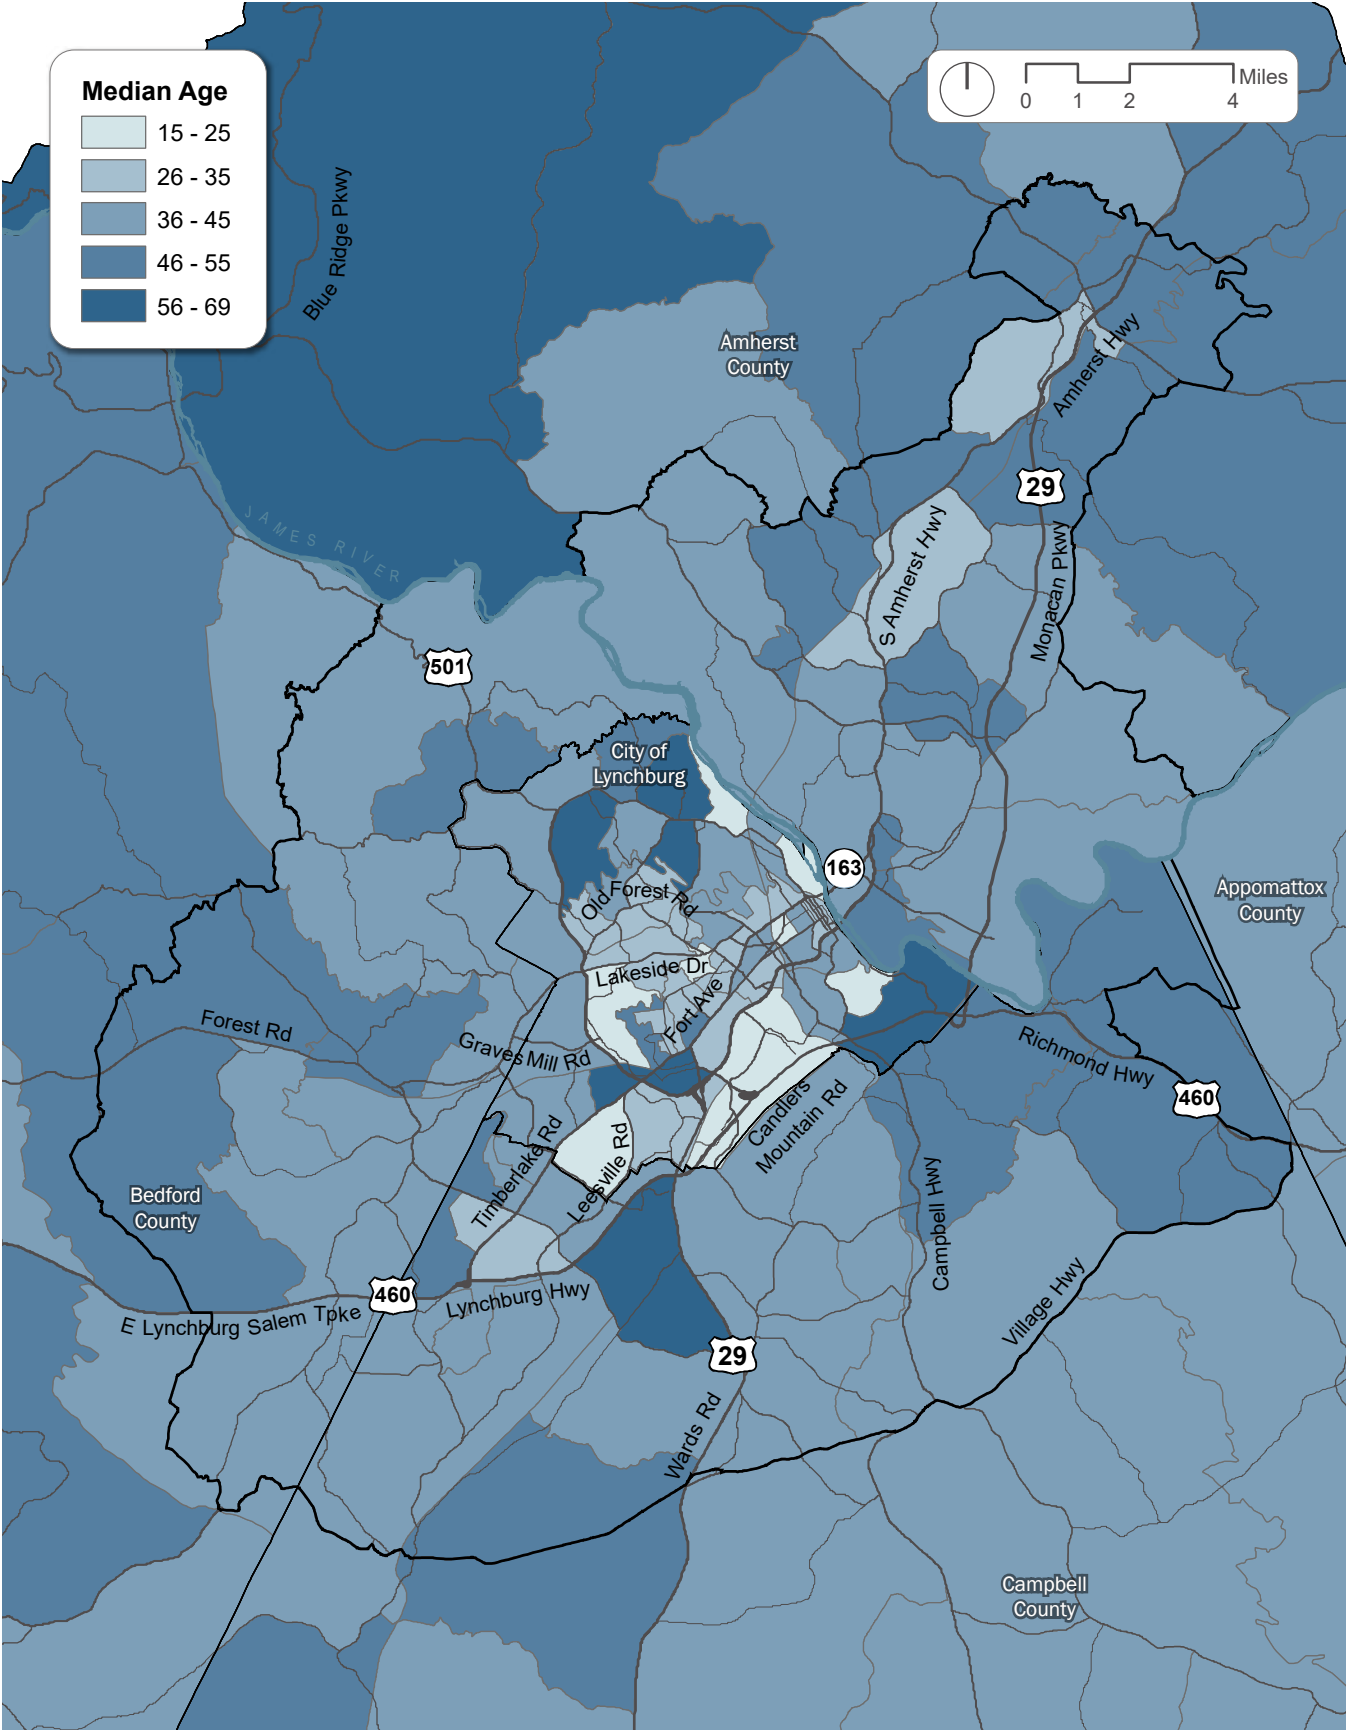 Median Age
15 - 25
26 - 35
36 - 45
46 - 55
56 - 69
Miles
0 1 2 4
Blue Ridge Pkwy
Amherst
County
Amherst Hwy
29
JAMES RIVER
S Amherst Hwy
Monacan Pkwy
501
City of
Lynchburg
163
Appomattox
County
Old Forest Rd
Lakeside Dr
Fort Ave
Forest Rd
Graves Mill Rd
Richmond Hwy
460
Candlers
Mountain Rd
Timberlake Rd
Leesville Rd
Bedford
County
Campbell Hwy
460
Lynchburg Hwy
E Lynchburg Salem Tpke
Village Hwy
29
Wards Rd
Campbell
County